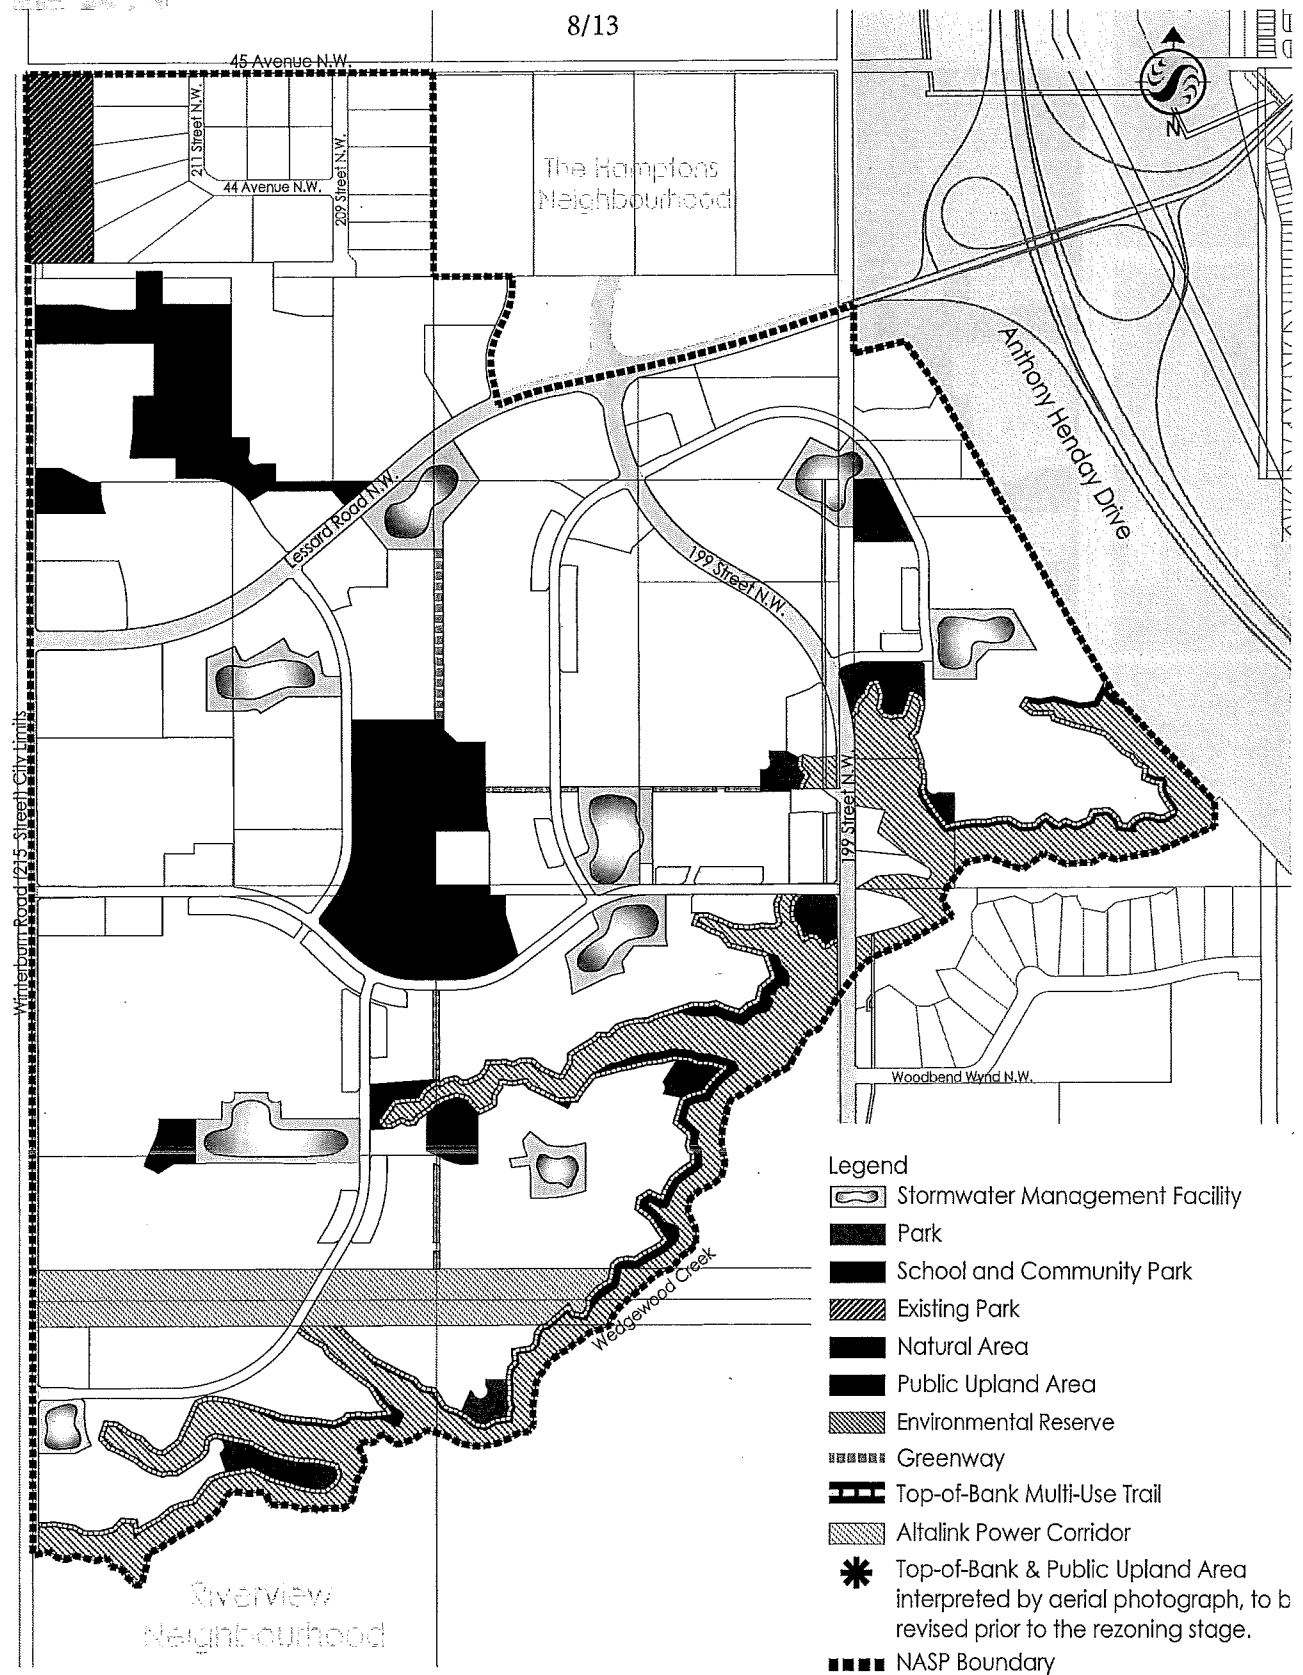 8/13
45 Avenue N.W.
211 Street N.W.
44 Avenue N.W.
209 Street N.W.
The Hamptons
Neighbourhood
N
Anthony Henday Drive
Lessard Road N.W.
199 Street N.W.
Winterburn Road (215 Street) City Limits
199 Street N.W.
Woodbend Wynd N.W.
Wedgewood Creek
Riverview
Neighbourhood
Legend
Stormwater Management Facility
Park
School and Community Park
Existing Park
Natural Area
Public Upland Area
Environmental Reserve
Greenway
Top-of-Bank Multi-Use Trail
Altalink Power Corridor
Top-of-Bank & Public Upland Area
interpreted by aerial photograph, to b
revised prior to the rezoning stage.
NASP Boundary